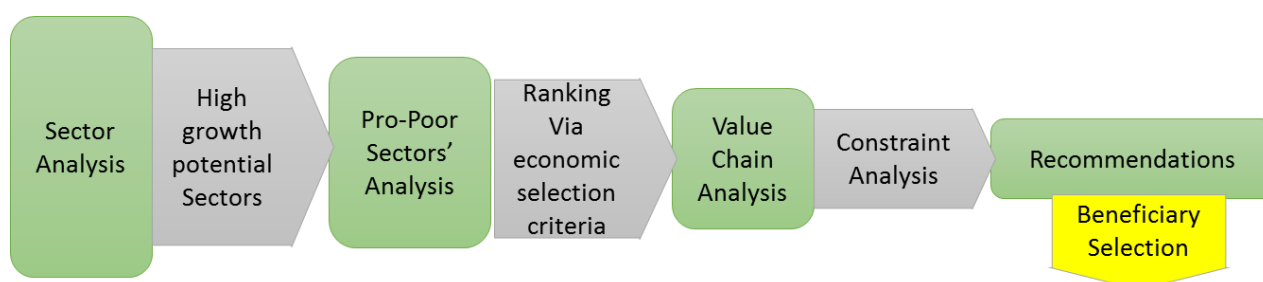 Sector
Analysis
High
growth
potential
Sectors
Pro-Poor
Sectors'
Analysis
Ranking
Via
economic
selection
criteria
Value
Chain
Analysis
Constraint
Analysis
Recommendations
Beneficiary
Selection